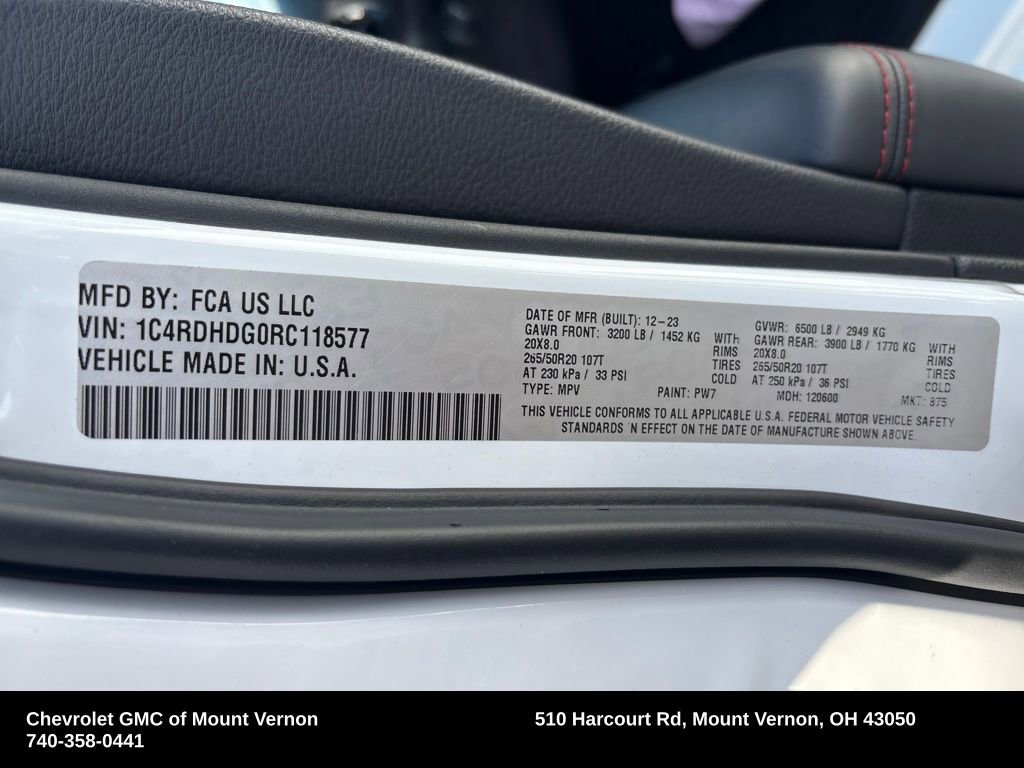 MFD BY: FCA US LLC
VIN: 1C4RDHDG0RC118577
VEHICLE MADE IN: U.S.A.
DATE OF MFR (BUILT): 12-23
GAWR FRONT: 3200 LB / 1452 KG WITH
20X8.0 RIMS
265/50R20 107T TIRES
AT 230 kPa / 33 PSI COLD
TYPE: MPV PAINT: PW7
GVWR: 6500 LB / 2949 KG
GAWR REAR: 3900 LB / 1770 KG WITH
20X8.0 RIMS
265/50R20 107T TIRES
AT 250 kPa / 36 PSI COLD
MDH: 120600 MKT: 875
THIS VEHICLE CONFORMS TO ALL APPLICABLE U.S.A. FEDERAL MOTOR VEHICLE SAFETY
STANDARDS IN EFFECT ON THE DATE OF MANUFACTURE SHOWN ABOVE.
Chevrolet GMC of Mount Vernon
740-358-0441
510 Harcourt Rd, Mount Vernon, OH 43050